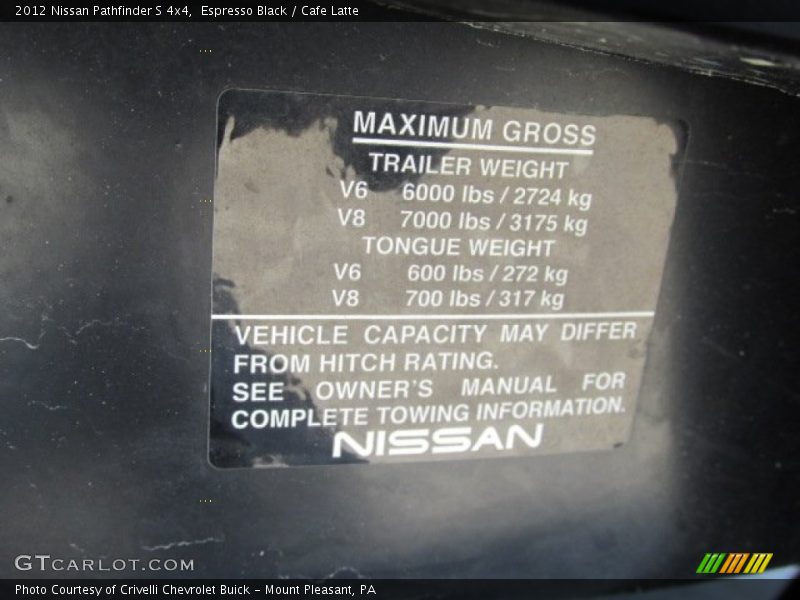 2012 Nissan Pathfinder S 4x4,  Espresso Black / Cafe Latte
MAXIMUM GROSS
TRAILER WEIGHT
V6 6000 lbs / 2724 kg
V8 7000 lbs / 3175 kg
TONGUE WEIGHT
V6 600 lbs / 272 kg
V8 700 lbs / 317 kg
VEHICLE CAPACITY MAY DIFFER
FROM HITCH RATING.
SEE OWNER'S MANUAL FOR
COMPLETE TOWING INFORMATION.
NISSAN
GTCARLOT.COM
Photo Courtesy of Crivelli Chevrolet Buick – Mount Pleasant, PA